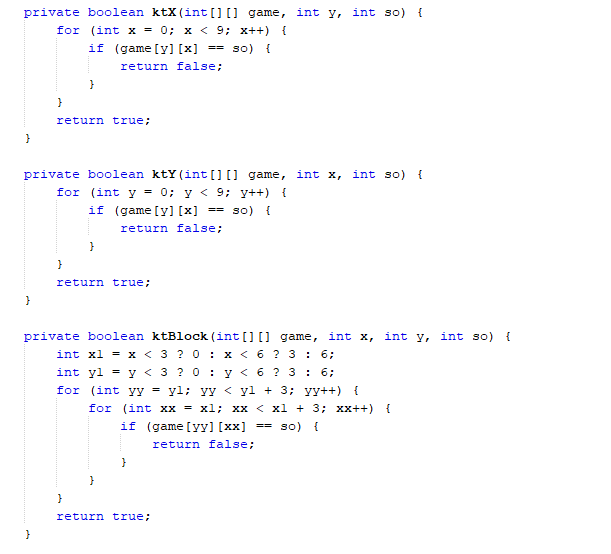 private boolean ktX(int[][] game, int y, int so) {
    for (int x = 0; x < 9; x++) {
        if (game[y][x] == so) {
            return false;
        }
    }
    return true;
}

private boolean ktY(int[][] game, int x, int so) {
    for (int y = 0; y < 9; y++) {
        if (game[y][x] == so) {
            return false;
        }
    }
    return true;
}

private boolean ktBlock(int[][] game, int x, int y, int so) {
    int x1 = x < 3 ? 0 : x < 6 ? 3 : 6;
    int y1 = y < 3 ? 0 : y < 6 ? 3 : 6;
    for (int yy = y1; yy < y1 + 3; yy++) {
        for (int xx = x1; xx < x1 + 3; xx++) {
            if (game[yy][xx] == so) {
                return false;
            }
        }
    }
    return true;
}